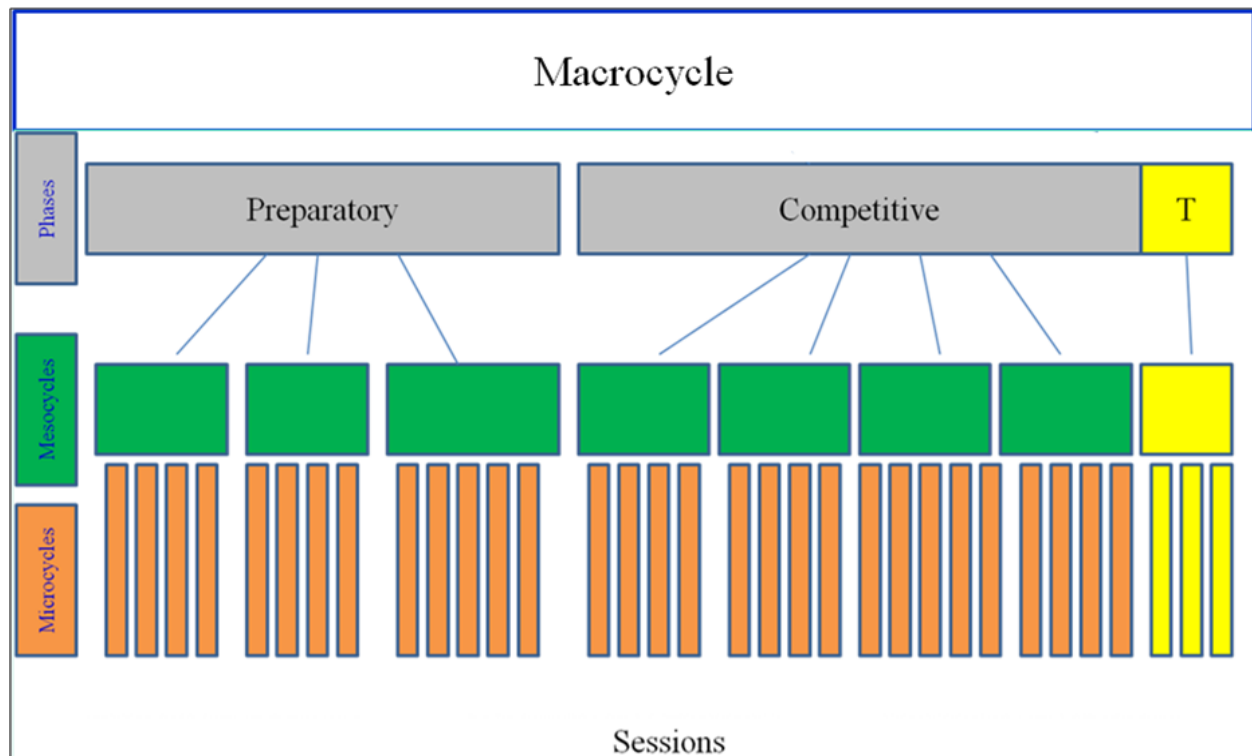 Macrocycle
Phases
Preparatory
Competitive
T
Mesocycles
Microcycles
Sessions